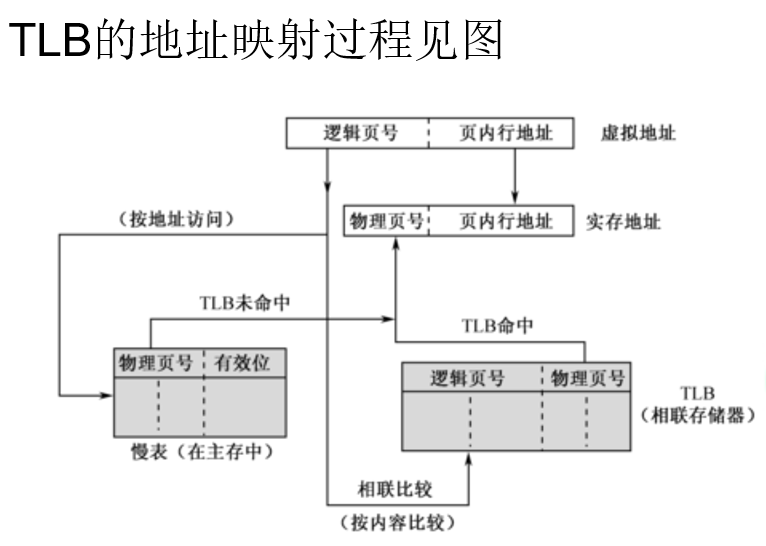 TLB的地址映射过程见图
逻辑页号 页内行地址 虚拟地址
(按地址访问)
物理页号 页内行地址 实存地址
TLB未命中
TLB命中
物理页号 有效位
逻辑页号 物理页号
TLB
(相联存储器)
慢表(在主存中)
相联比较
(按内容比较)